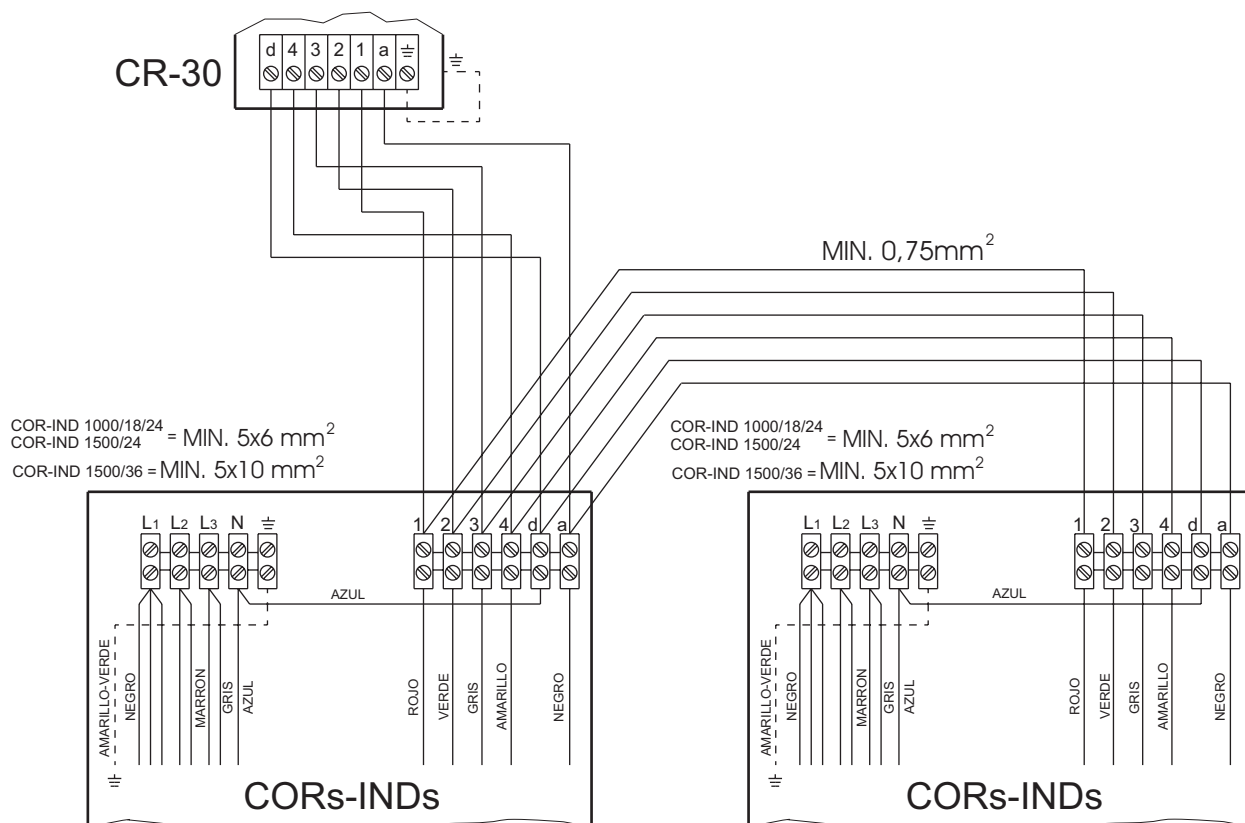 d 4 3 2 1 a
CR-30
MIN. 0,75mm²
COR-IND 1000/18/24
COR-IND 1500/24 = MIN. 5x6 mm²
COR-IND 1500/36 = MIN. 5x10 mm²
L1 L2 L3 N
1 2 3 4 d a
AZUL
AMARILLO-VERDE
NEGRO
MARRON
GRIS
AZUL
ROJO
VERDE
GRIS
AMARILLO
NEGRO
CORs-INDs
COR-IND 1000/18/24
COR-IND 1500/24 = MIN. 5x6 mm²
COR-IND 1500/36 = MIN. 5x10 mm²
L1 L2 L3 N
1 2 3 4 d a
AZUL
AMARILLO-VERDE
NEGRO
MARRON
GRIS
AZUL
ROJO
VERDE
GRIS
AMARILLO
NEGRO
CORs-INDs